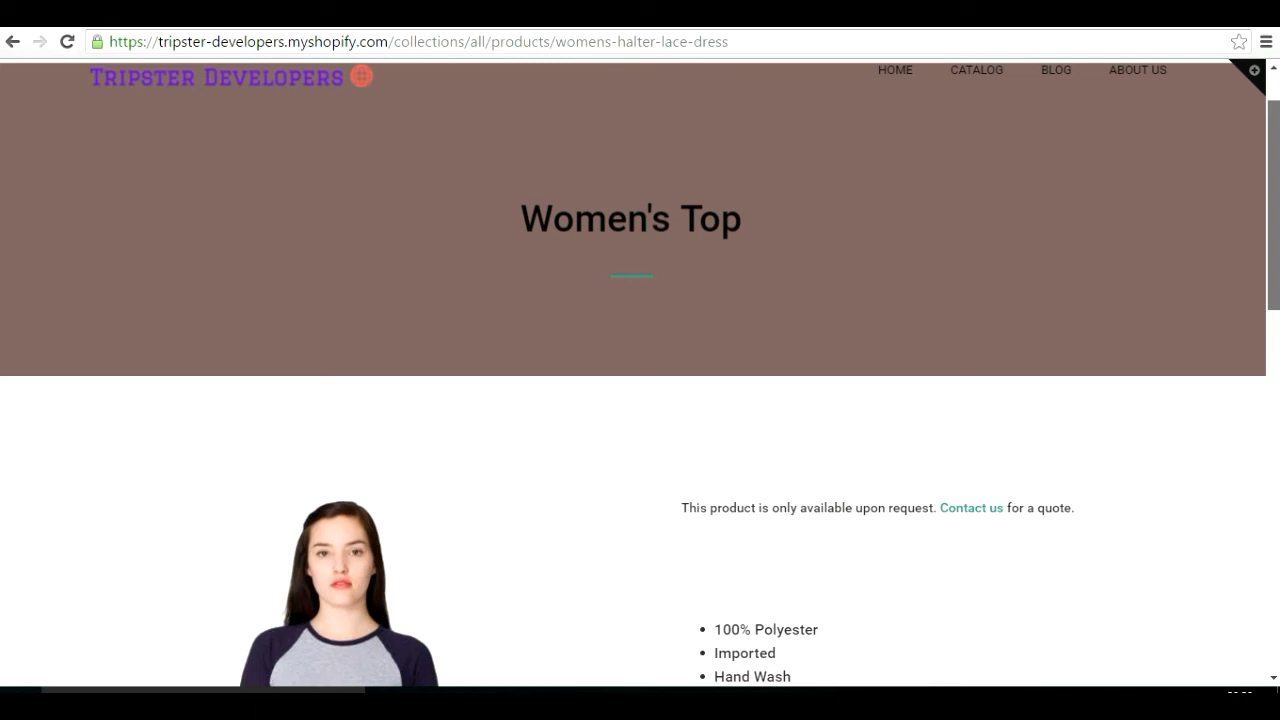 https://tripster-developers.myshopify.com/collections/all/products/womens-halter-lace-dress
Tripster Developers
HOME CATALOG BLOG ABOUT US
Women's Top
This product is only available upon request. Contact us for a quote.
• 100% Polyester
• Imported
• Hand Wash